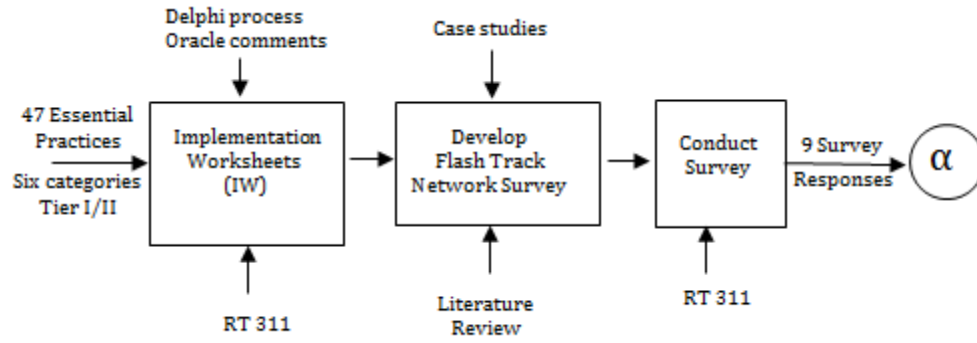 Delphi process
Oracle comments
Case studies
47 Essential
Practices
Six categories
Tier I/II
Implementation
Worksheets
(IW)
Develop
Flash Track
Network Survey
Conduct
Survey
9 Survey
Responses
α
RT 311
Literature
Review
RT 311